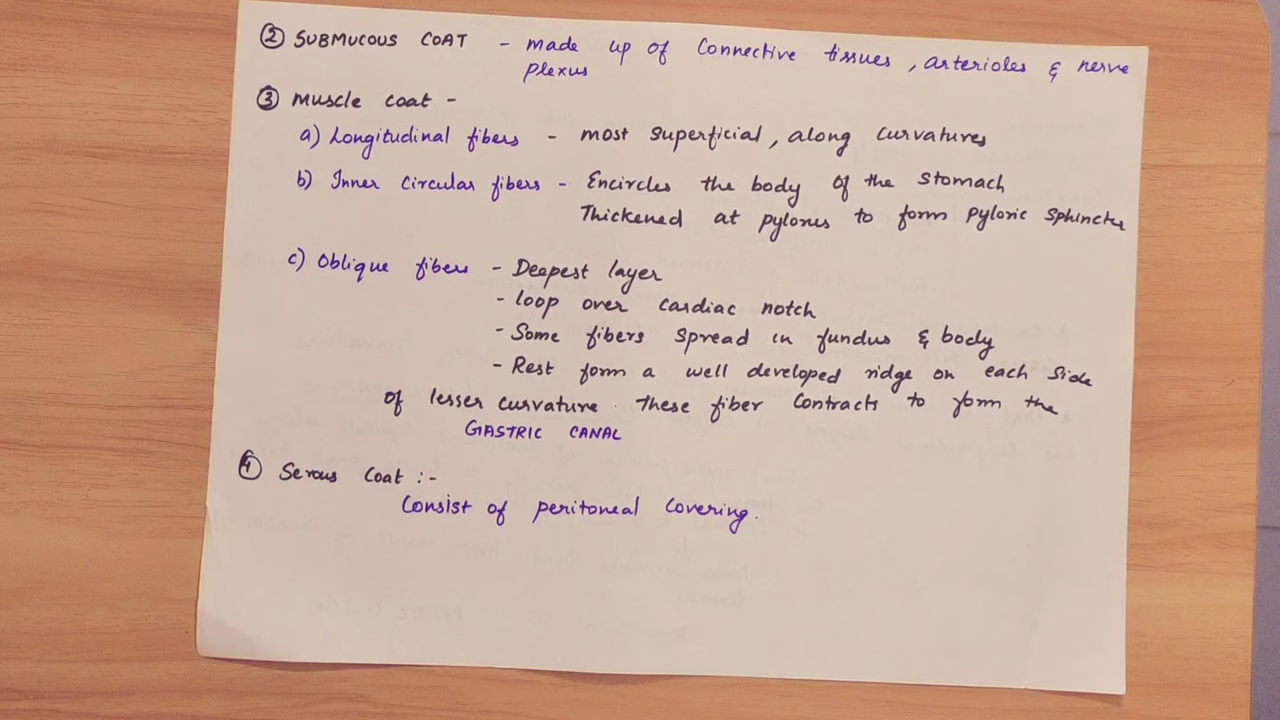 ② SUBMUCOUS COAT - made up of Connective tissues, arterioles & nerve
plexus
③ Muscle coat -
a) Longitudinal fibers - most superficial, along curvatures
b) Inner Circular fibers - Encircles the body of the stomach
Thickened at pylorus to form pyloric sphincter
c) Oblique fibers - Deepest layer
- loop over cardiac notch
- Some fibers spread in fundus & body
- Rest form a well developed ridge on each side
of lesser curvature. These fiber Contracts to form the
GASTRIC CANAL
④ Serous Coat :-
Consist of peritoneal covering.